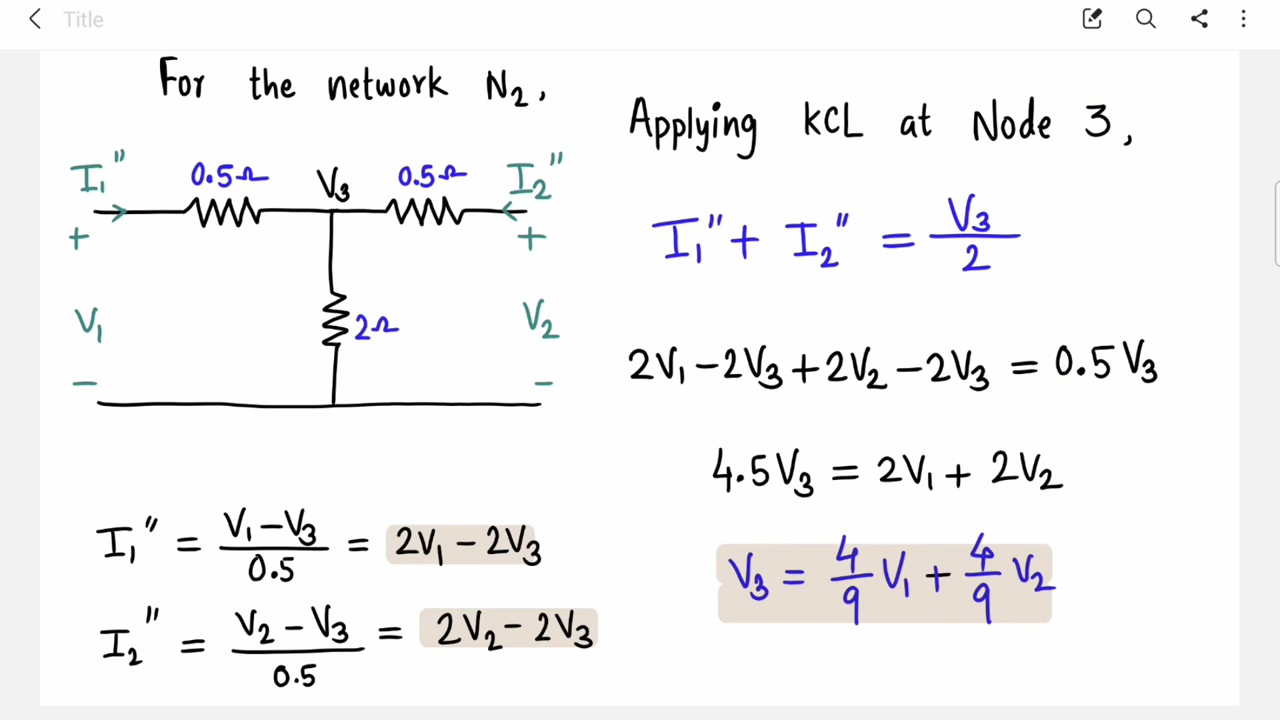 Title
For the network N₂,
I₁″ 0.5Ω V₃ 0.5Ω I₂″
+ +
V₁ 2Ω V₂
− −
I₁″ = (V₁ − V₃)/0.5 = 2V₁ − 2V₃
I₂″ = (V₂ − V₃)/0.5 = 2V₂ − 2V₃
Applying KCL at Node 3,
I₁″ + I₂″ = V₃/2
2V₁ − 2V₃ + 2V₂ − 2V₃ = 0.5V₃
4.5V₃ = 2V₁ + 2V₂
V₃ = 4/9 V₁ + 4/9 V₂